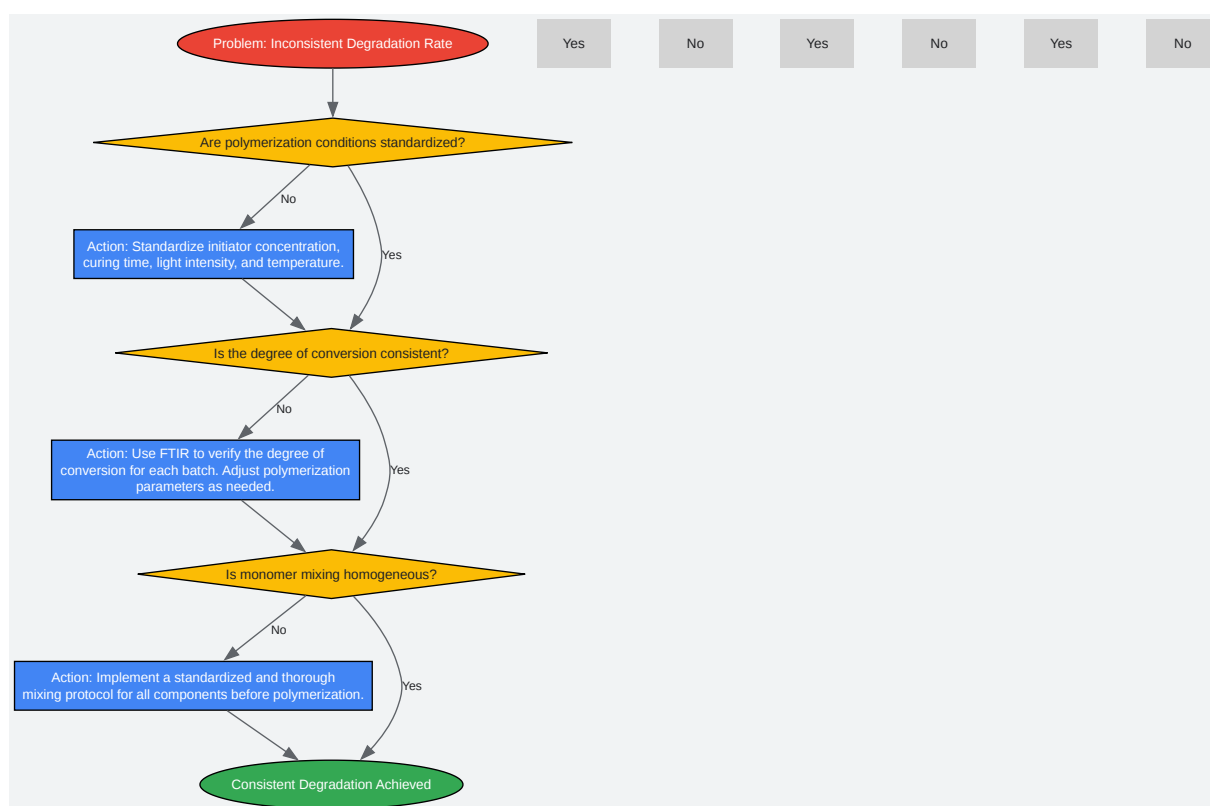 Problem: Inconsistent Degradation Rate
Yes
No
Yes
No
Yes
No
Are polymerization conditions standardized?
No
Action: Standardize initiator concentration,
curing time, light intensity, and temperature.
Yes
Is the degree of conversion consistent?
No
Action: Use FTIR to verify the degree of
conversion for each batch. Adjust polymerization
parameters as needed.
Yes
Is monomer mixing homogeneous?
No
Action: Implement a standardized and thorough
mixing protocol for all components before polymerization.
Yes
Consistent Degradation Achieved